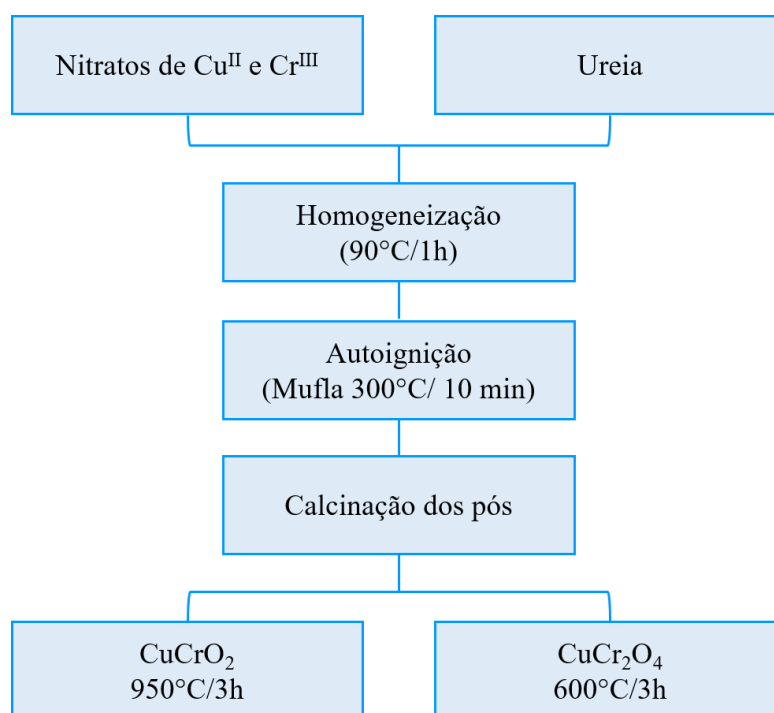 Nitratos de Cuᴵᴵ e Crᴵᴵᴵ
Ureia
Homogeneização
(90°C/1h)
Autoignição
(Mufla 300°C/ 10 min)
Calcinação dos pós
CuCrO₂
950°C/3h
CuCr₂O₄
600°C/3h